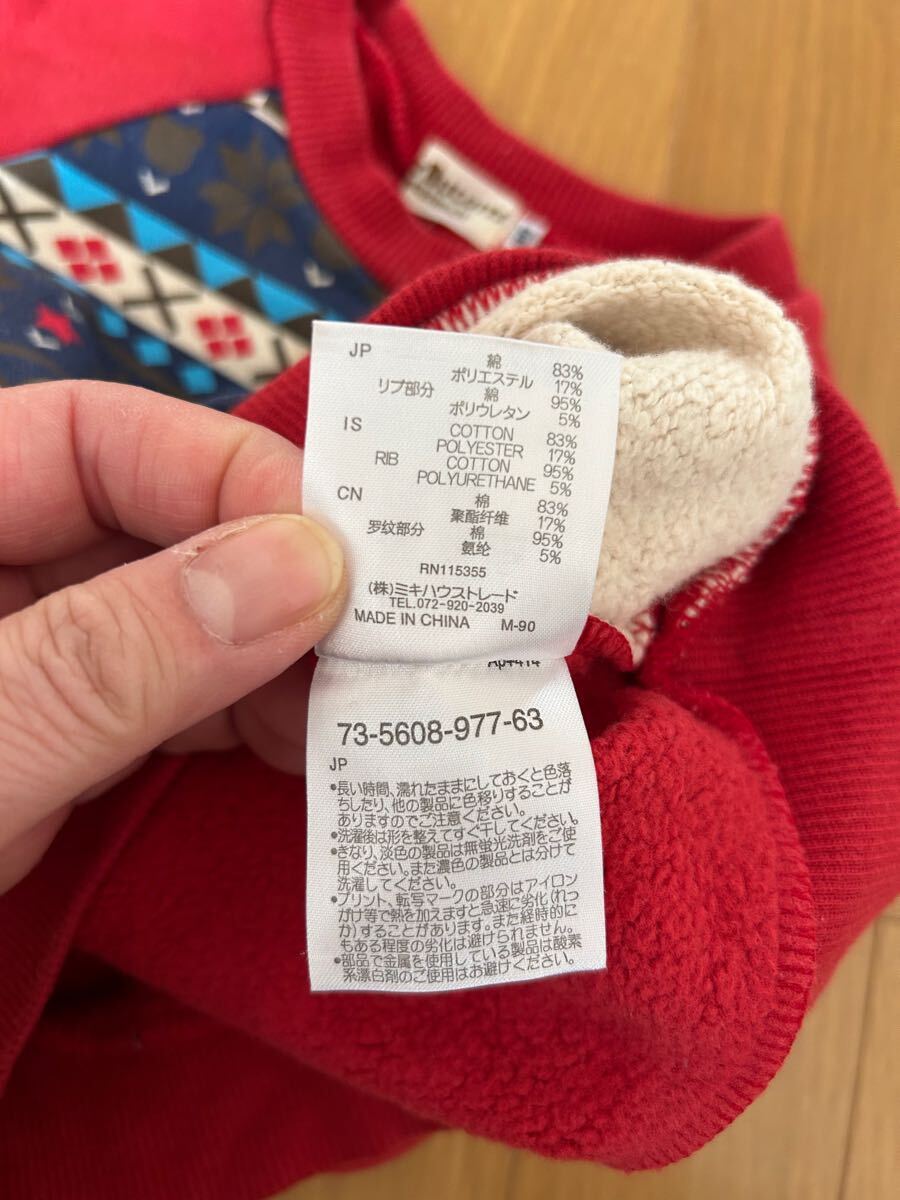 JP
綿 83%
ポリエステル 17%
リブ部分 綿 95%
ポリウレタン 5%
IS
COTTON 83%
POLYESTER 17%
RIB COTTON 95%
POLYURETHANE 5%
CN
棉 83%
聚酯纤维 17%
罗纹部分 棉 95%
氨纶 5%
RN115355
(株)ミキハウストレード
TEL.072-920-2039
MADE IN CHINA M-90
73-5608-977-63
JP
•長い時間、濡れたままにしておくと色落
ちしたり、他の製品に色移りすることが
ありますのでご注意ください。
•洗濯後は形を整えてすぐ干してください。
•きなり、淡色の製品は無蛍光洗剤をご使
用ください。また濃色の製品とは分けて
洗濯してください。
•プリント、転写マークの部分はアイロン
がけ等で熱を加えますと急速に劣化(れっ
か)することがあります。また経時的に
もある程度の劣化は避けられません。
•部品で金属を使用している製品は酸素
系漂白剤のご使用はお避けください。